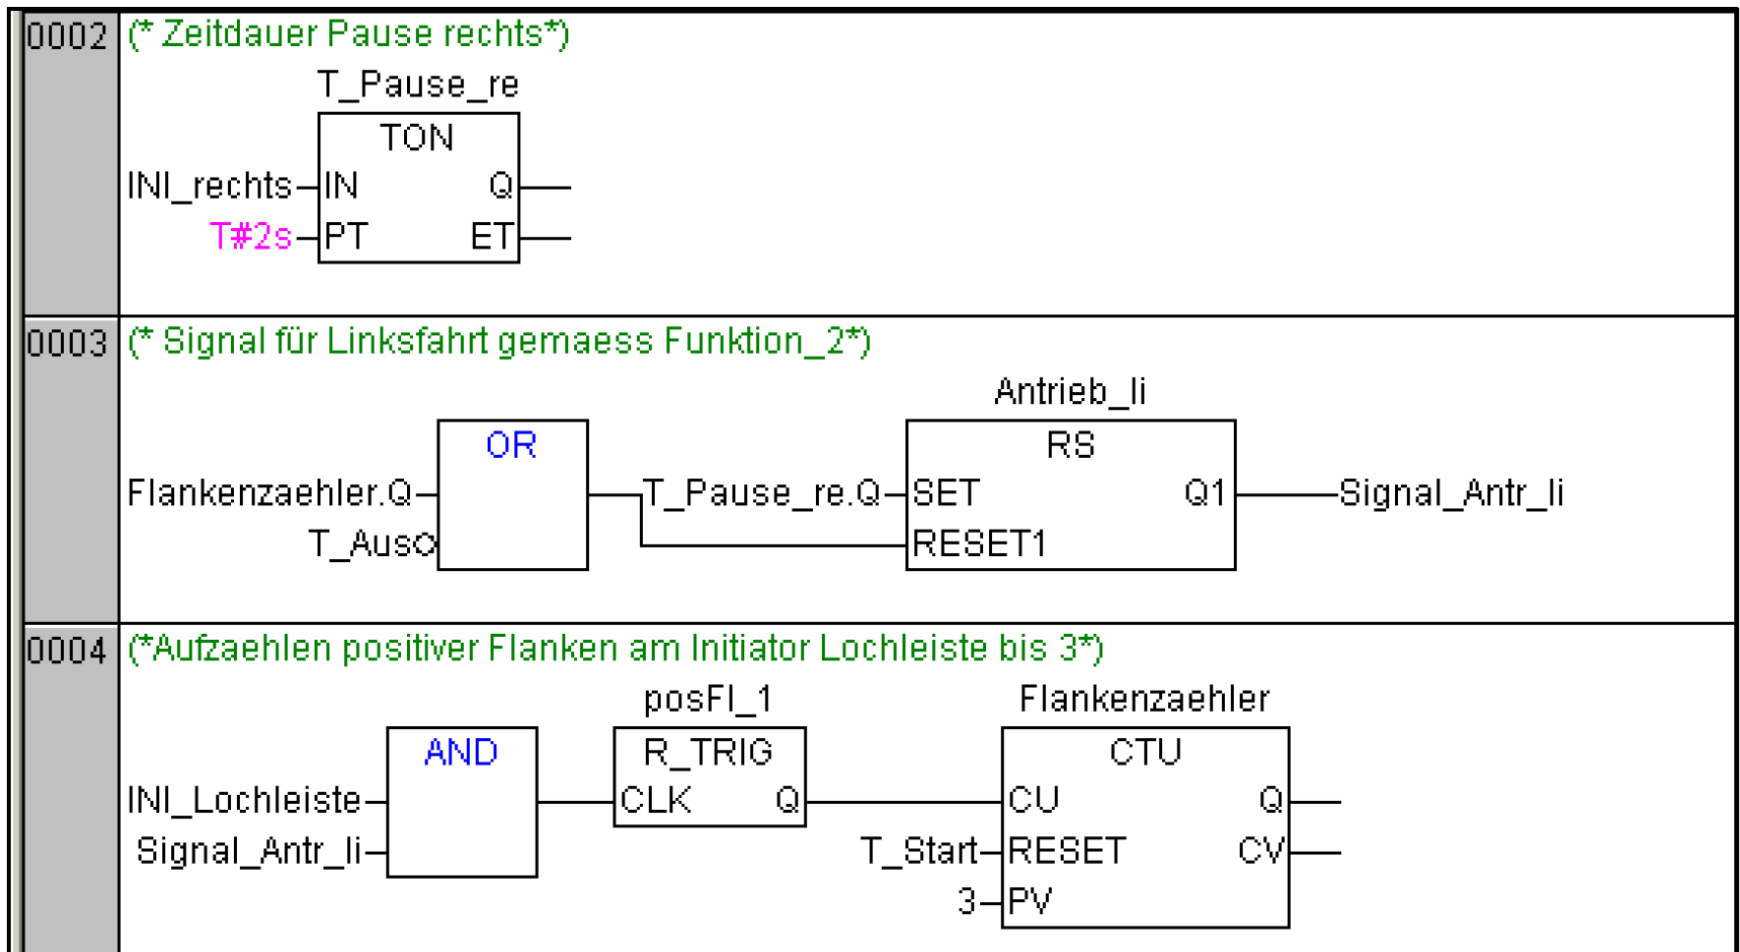 0002 (* Zeitdauer Pause rechts*)
T_Pause_re
TON
INI_rechts IN Q
T#2s PT ET
0003 (* Signal für Linksfahrt gemaess Funktion_2*)
Antrieb_li
OR RS
Flankenzaehler.Q T_Pause_re.Q SET Q1 Signal_Antr_li
T_Aus RESET1
0004 (*Aufzaehlen positiver Flanken am Initiator Lochleiste bis 3*)
posFl_1 Flankenzaehler
AND R_TRIG CTU
INI_Lochleiste CLK Q CU Q
Signal_Antr_li T_Start RESET CV
3 PV